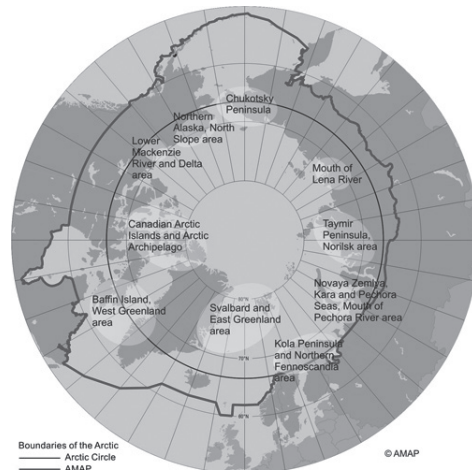 Chukotsky
Peninsula
Northern
Alaska, North
Slope area
Lower
Mackenzie
River and Delta
area
Mouth of
Lena River
Canadian Arctic
Islands and Arctic
Archipelago
Taymir
Peninsula,
Norilsk area
Baffin Island,
West Greenland
area
Svalbard and
East Greenland
area
Novaya Zemlya,
Kara and Pechora
Seas, Mouth of
Pechora River area
Kola Peninsula
and Northern
Fennoscandia
area
70°N
60°N
Boundaries of the Arctic
Arctic Circle
AMAP
© AMAP